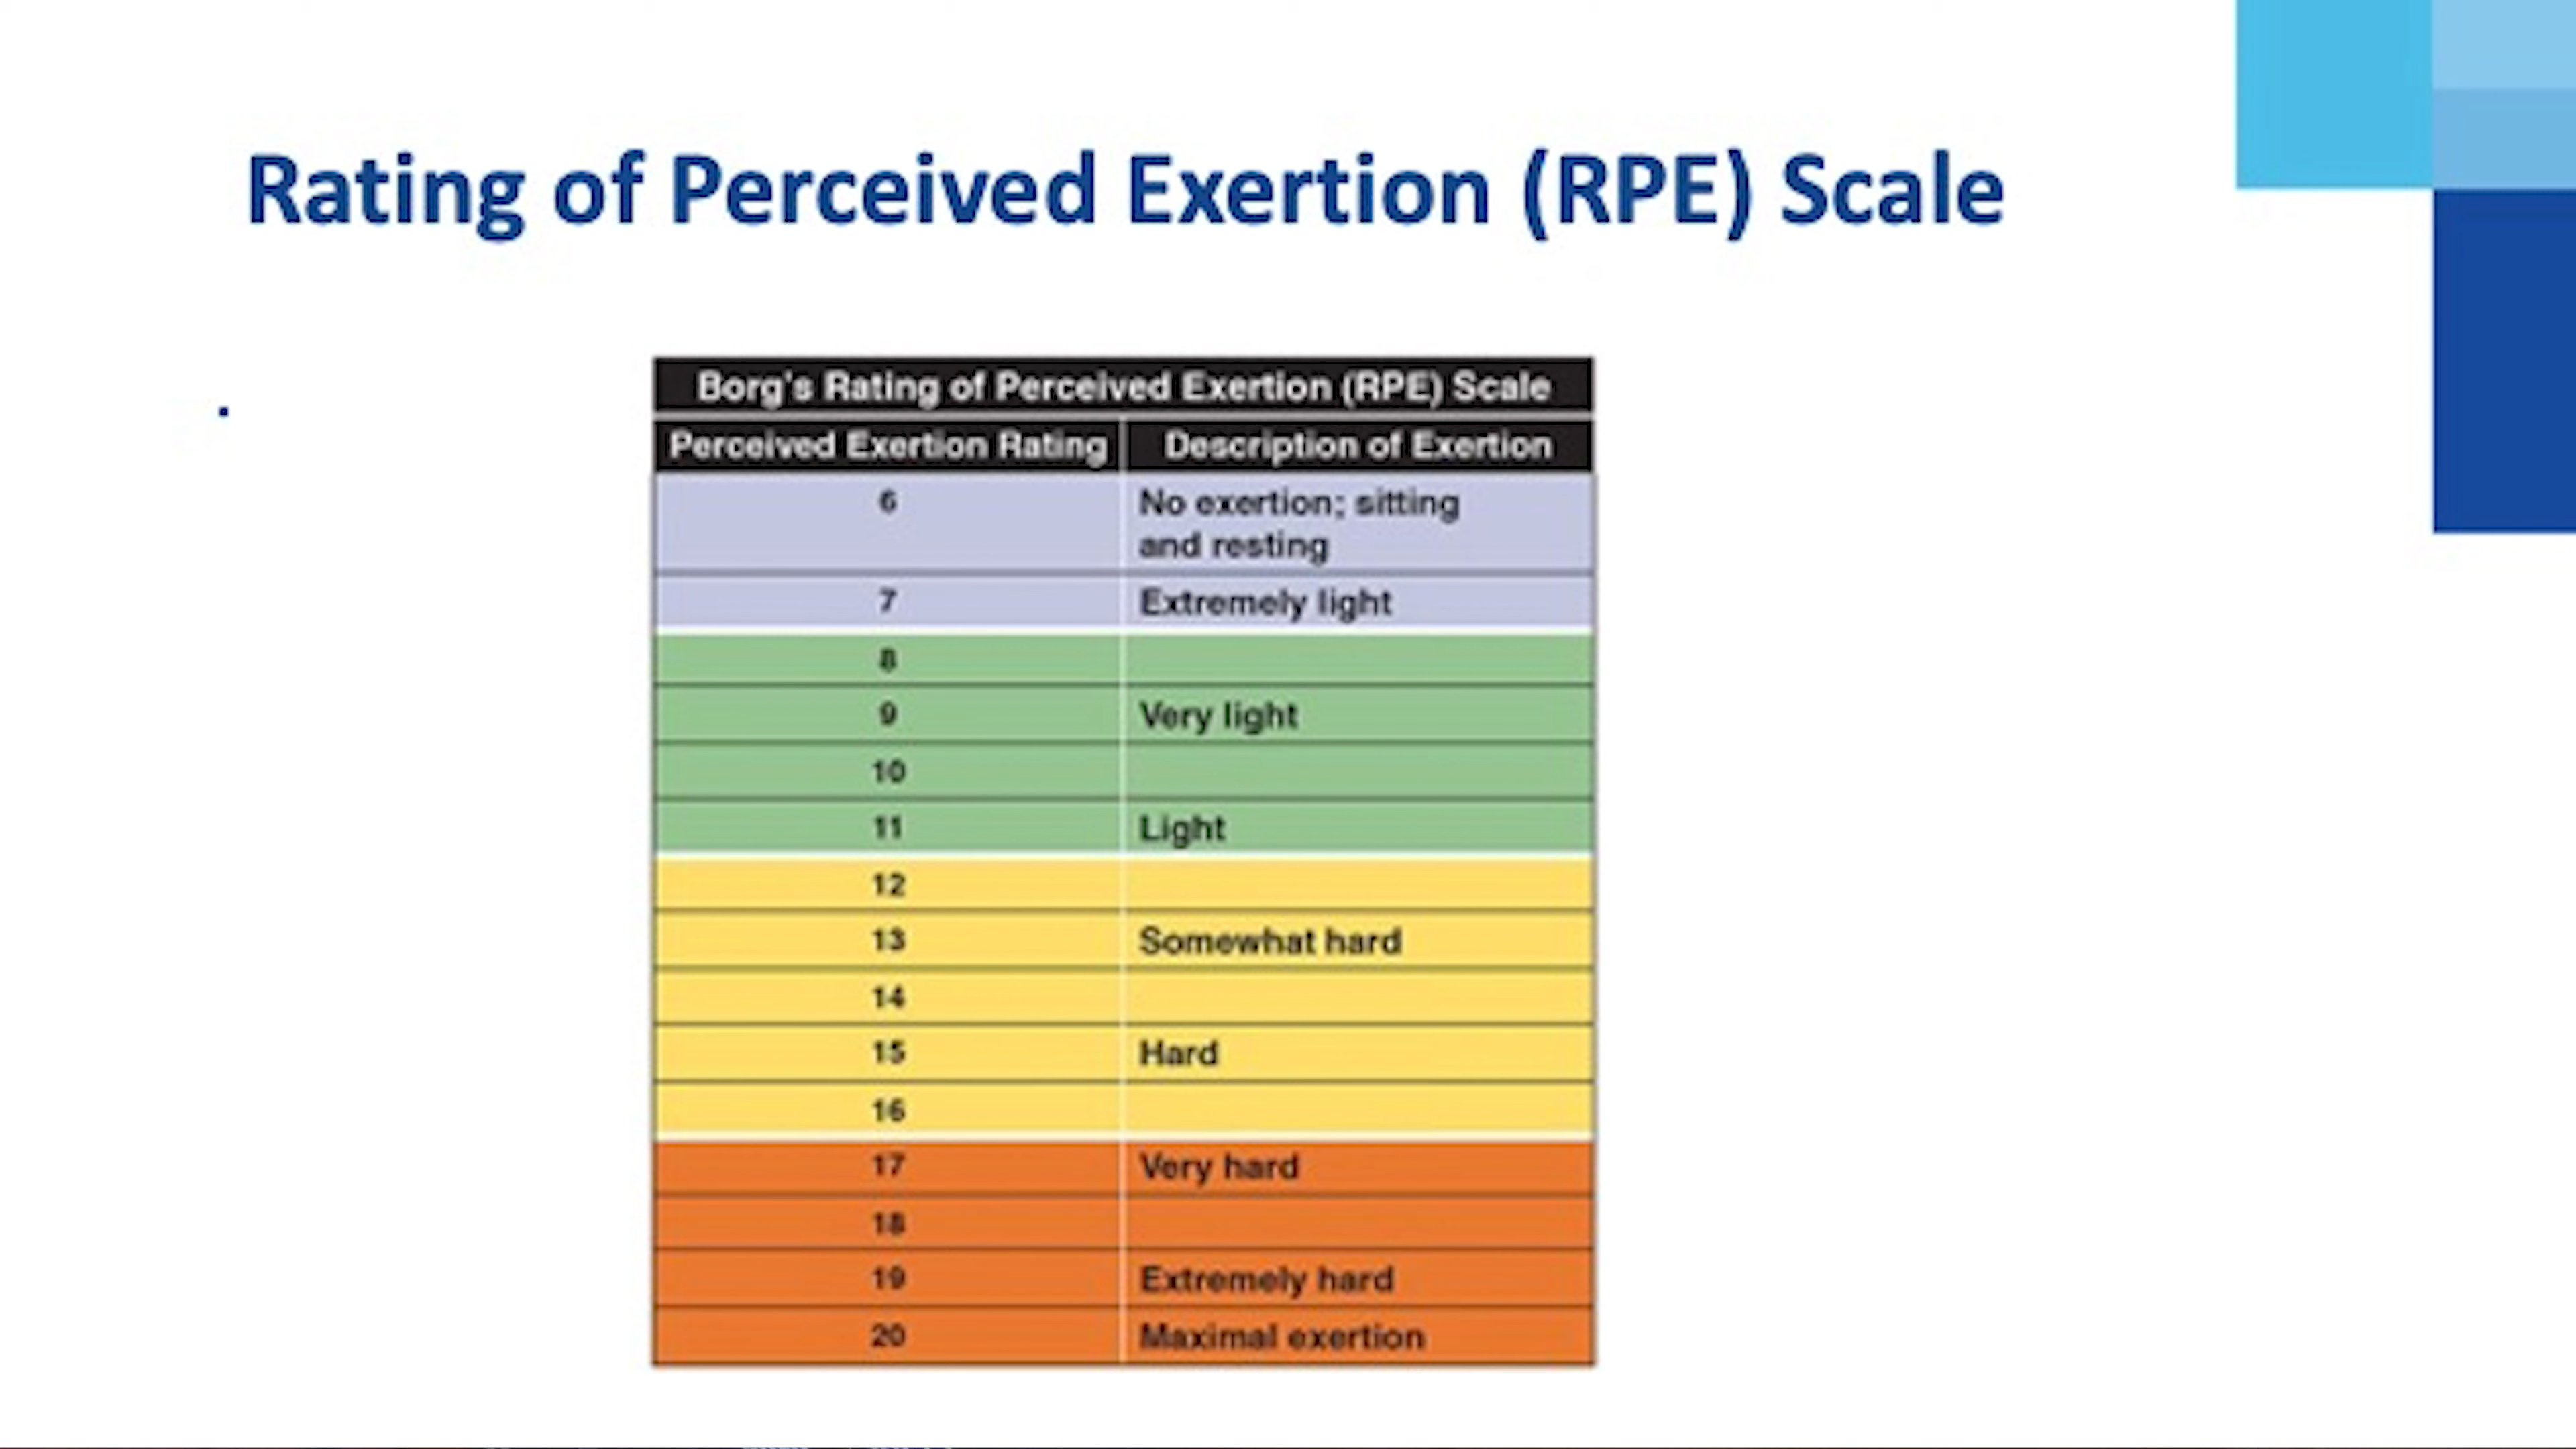 Rating of Perceived Exertion (RPE) Scale
Borg's Rating of Perceived Exertion (RPE) Scale
Perceived Exertion Rating Description of Exertion
6 No exertion; sitting
and resting
7 Extremely light
8
9 Very light
10
11 Light
12
13 Somewhat hard
14
15 Hard
16
17 Very hard
18
19 Extremely hard
20 Maximal exertion